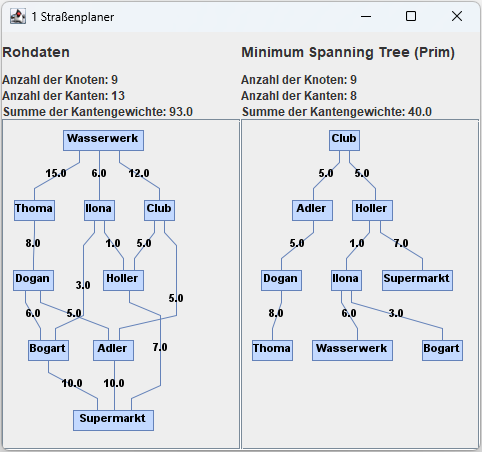 1 Straßenplaner
Rohdaten
Anzahl der Knoten: 9
Anzahl der Kanten: 13
Summe der Kantengewichte: 93.0
Wasserwerk
15.0 6.0 12.0
Thoma Ilona Club
8.0 1.0 5.0
Dogan 3.0 Holler
6.0 5.0 5.0
Bogart Adler 7.0
10.0 10.0
Supermarkt
Minimum Spanning Tree (Prim)
Anzahl der Knoten: 9
Anzahl der Kanten: 8
Summe der Kantengewichte: 40.0
Club
5.0 5.0
Adler Holler
5.0 1.0 7.0
Dogan Ilona Supermarkt
8.0 6.0 3.0
Thoma Wasserwerk Bogart